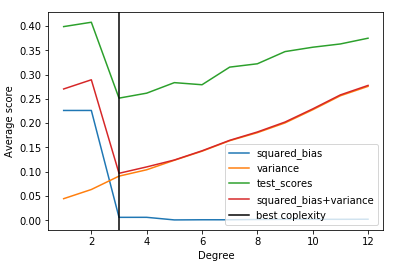 0.40
0.35
0.30
0.25
0.20
0.15
0.10
0.05
0.00
Average score
squared_bias
variance
test_scores
squared_bias+variance
best coplexity
2 4 6 8 10 12
Degree